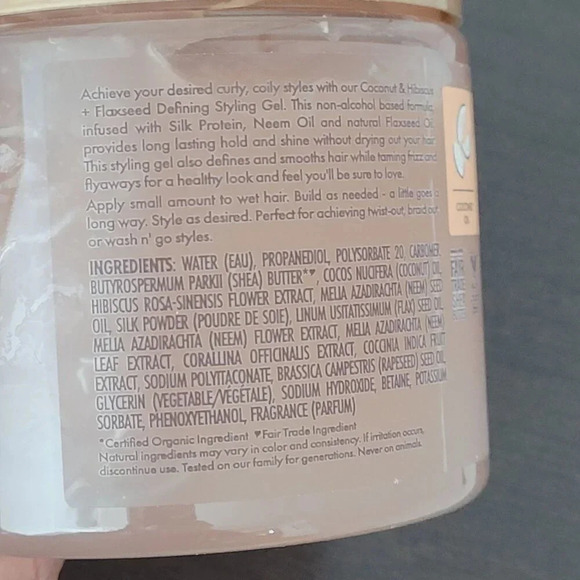 Achieve your desired curly, coily styles with our Coconut & Hibiscus
+ Flaxseed Defining Styling Gel. This non-alcohol based formula,
infused with Silk Protein, Neem Oil and natural Flaxseed Oil
provides long lasting hold and shine without drying out your hair.
This styling gel also defines and smooths hair while taming frizz and
flyaways for a healthy look and feel you'll be sure to love.
Apply small amount to wet hair. Build as needed - a little goes a
long way. Style as desired. Perfect for achieving twist-out, braid out
or wash n' go styles.
INGREDIENTS: WATER (EAU), PROPANEDIOL, POLYSORBATE 20, CARBOMER,
BUTYROSPERMUM PARKII (SHEA) BUTTER*♥, COCOS NUCIFERA (COCONUT) OIL,
HIBISCUS ROSA-SINENSIS FLOWER EXTRACT, MELIA AZADIRACHTA (NEEM) SEED
OIL, SILK POWDER (POUDRE DE SOIE), LINUM USITATISSIMUM (FLAX) SEED OIL,
MELIA AZADIRACHTA (NEEM) FLOWER EXTRACT, MELIA AZADIRACHTA (NEEM)
LEAF EXTRACT, CORALLINA OFFICINALIS EXTRACT, COCCINIA INDICA FRUIT
EXTRACT, SODIUM POLYITACONATE, BRASSICA CAMPESTRIS (RAPESEED) SEED OIL,
GLYCERIN (VEGETABLE/VÉGÉTALE), SODIUM HYDROXIDE, BETAINE, POTASSIUM
SORBATE, PHENOXYETHANOL, FRAGRANCE (PARFUM)
*Certified Organic Ingredient ♥Fair Trade Ingredient
Natural ingredients may vary in color and consistency. If irritation occurs,
discontinue use. Tested on our family for generations. Never on animals.
COCONUT
OIL
FAIR
TRADE
SHEA